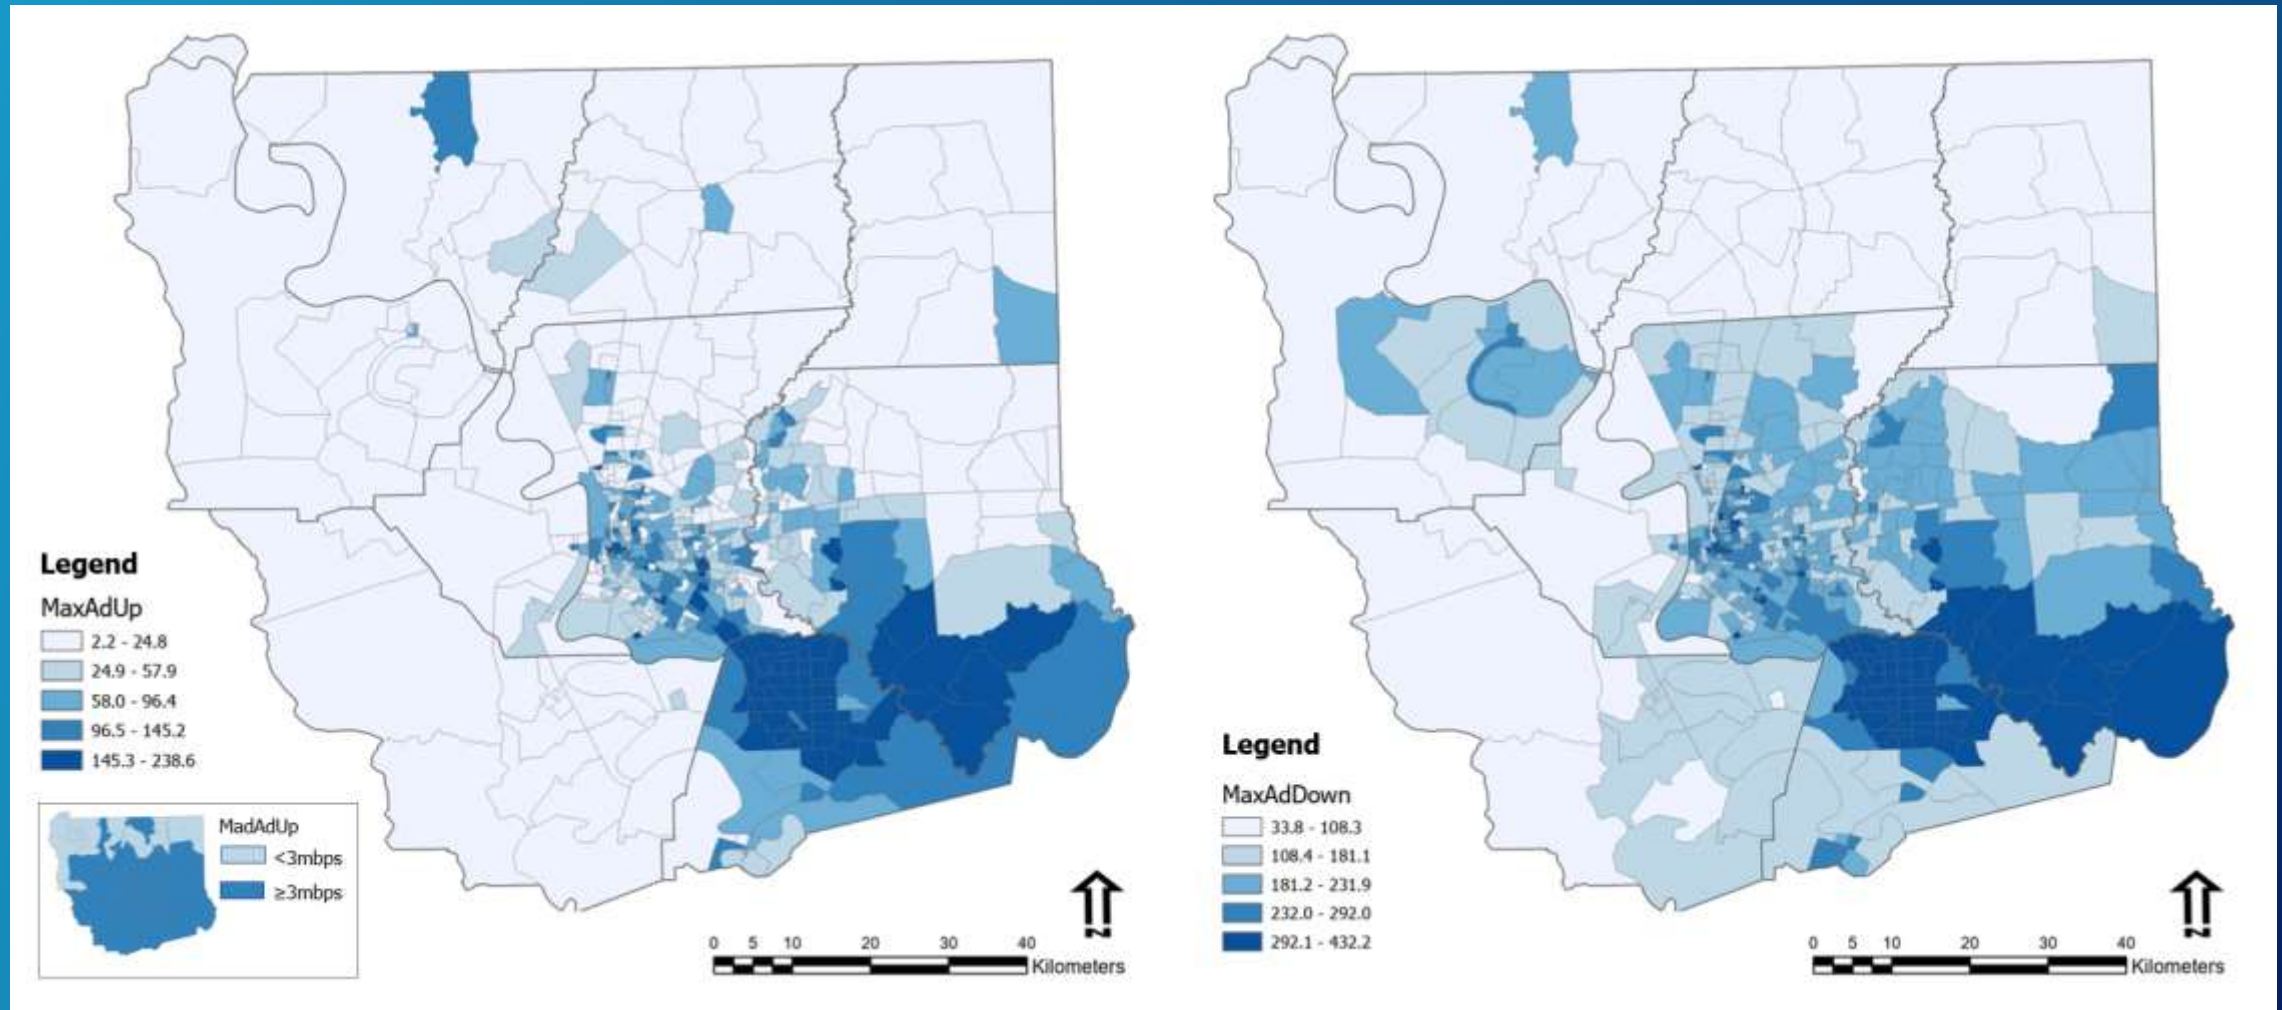 Legend
MaxAdUp
2.2 - 24.8
24.9 - 57.9
58.0 - 96.4
96.5 - 145.2
145.3 - 238.6
MadAdUp
<3mbps
≥3mbps
0 5 10 20 30 40
Kilometers
N
Legend
MaxAdDown
33.8 - 108.3
108.4 - 181.1
181.2 - 231.9
232.0 - 292.0
292.1 - 432.2
0 5 10 20 30 40
Kilometers
N